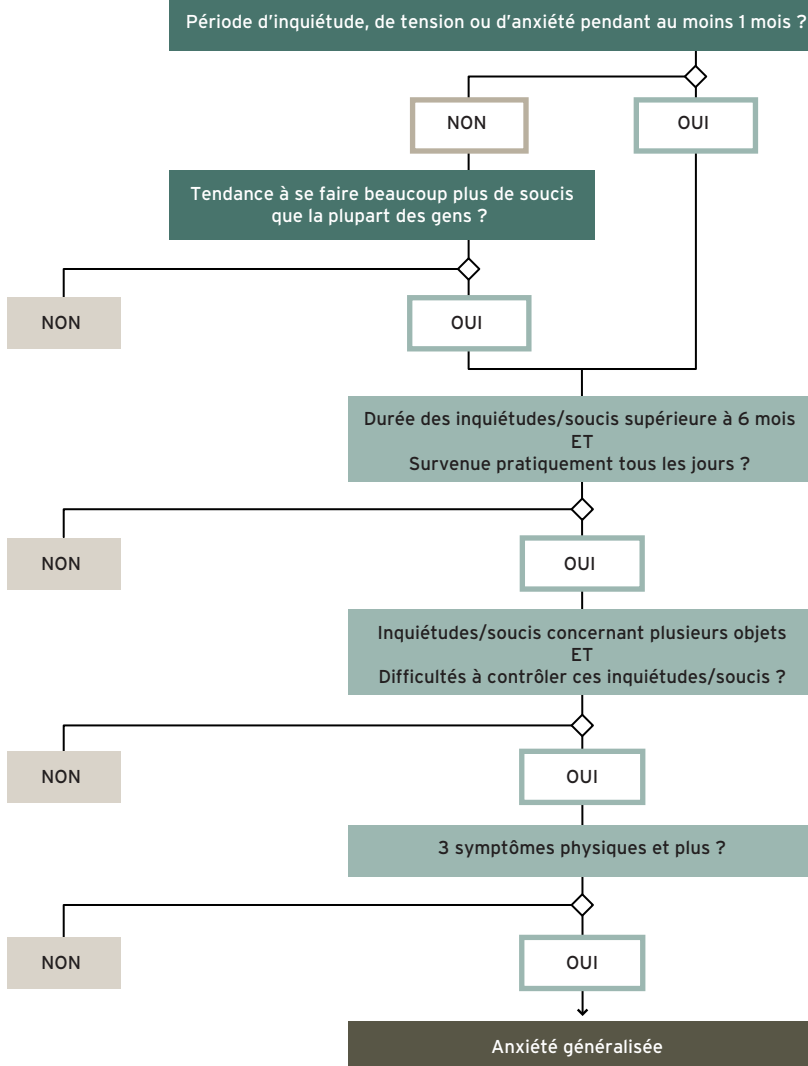 Période d'inquiétude, de tension ou d'anxiété pendant au moins 1 mois ?
NON
OUI
Tendance à se faire beaucoup plus de soucis
que la plupart des gens ?
NON
OUI
Durée des inquiétudes/soucis supérieure à 6 mois
ET
Survenue pratiquement tous les jours ?
NON
OUI
Inquiétudes/soucis concernant plusieurs objets
ET
Difficultés à contrôler ces inquiétudes/soucis ?
NON
OUI
3 symptômes physiques et plus ?
NON
OUI
Anxiété généralisée